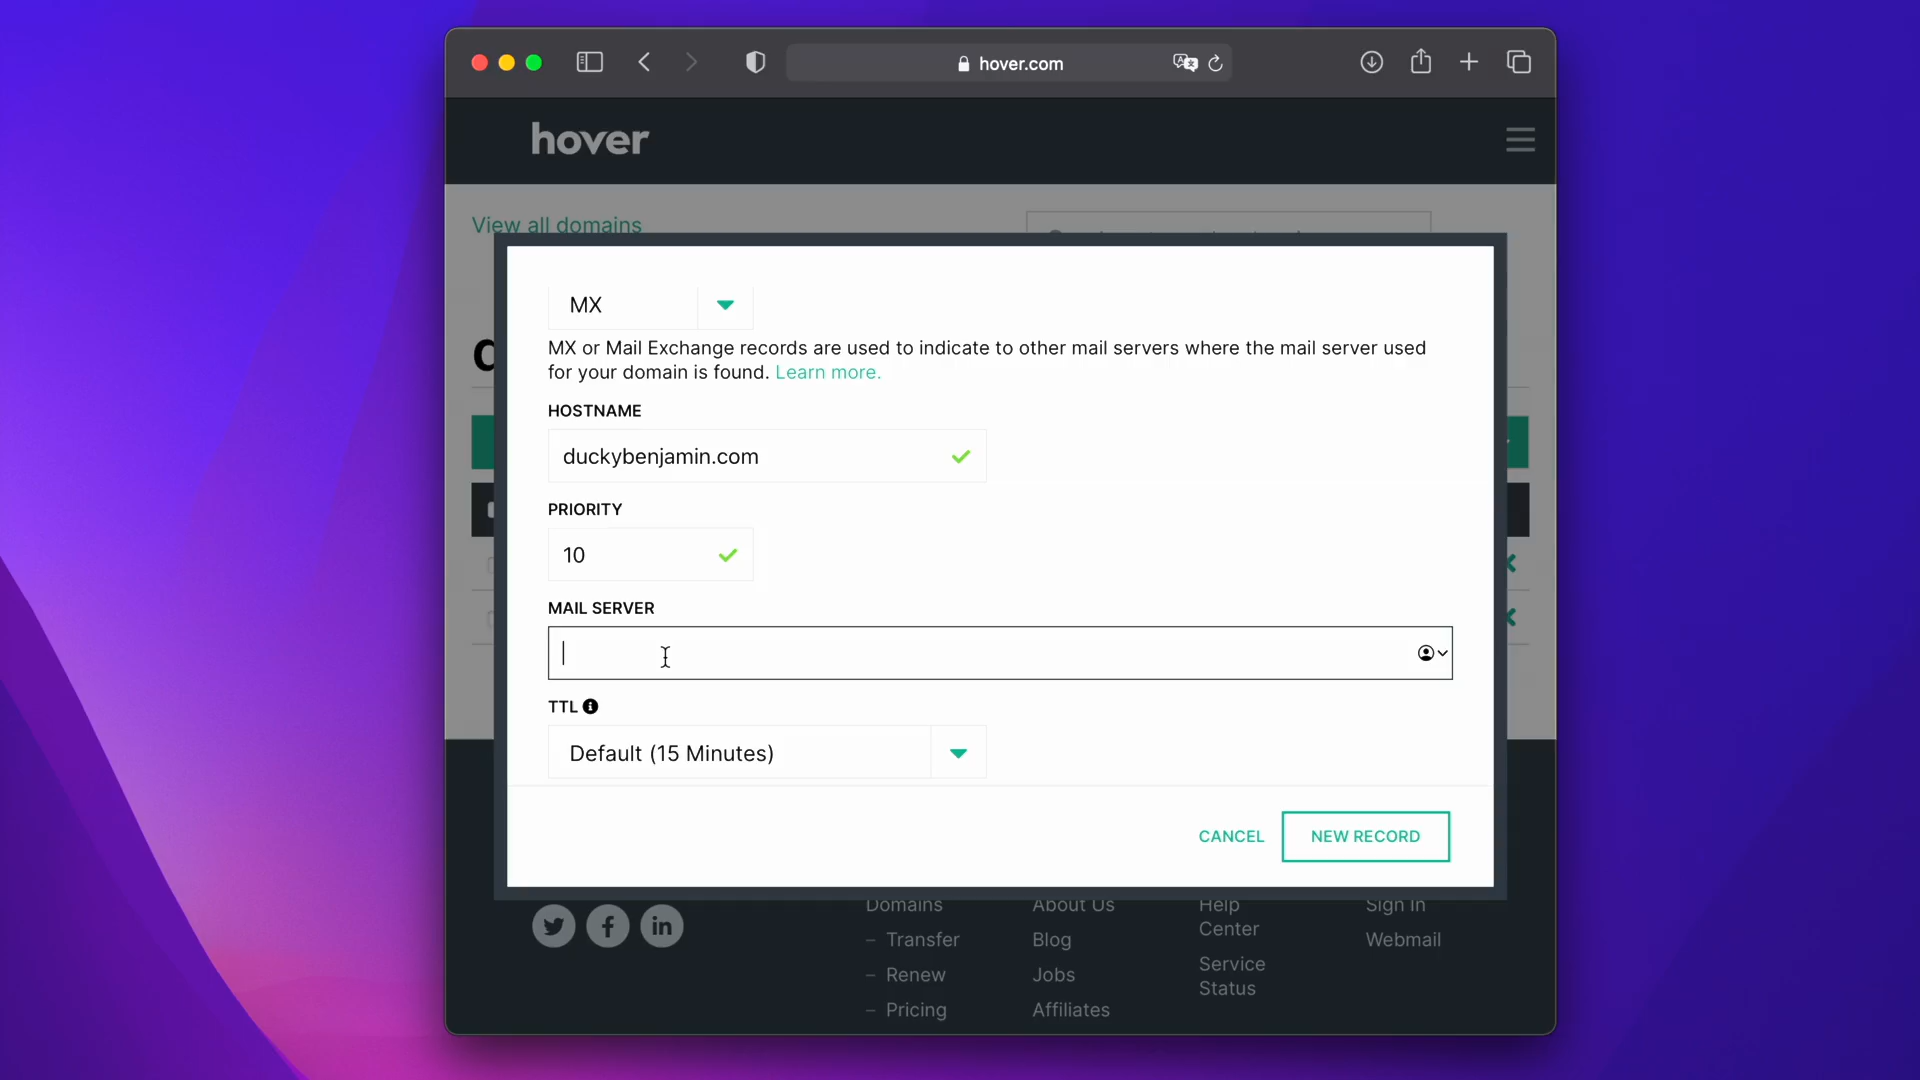 hover.com
hover
View all domains
MX
MX or Mail Exchange records are used to indicate to other mail servers where the mail server used
for your domain is found. Learn more.
HOSTNAME
duckybenjamin.com
PRIORITY
10
MAIL SERVER
TTL
Default (15 Minutes)
CANCEL
NEW RECORD
Domains
– Transfer
– Renew
– Pricing
About Us
Blog
Jobs
Affiliates
Help
Center
Service
Status
Sign In
Webmail